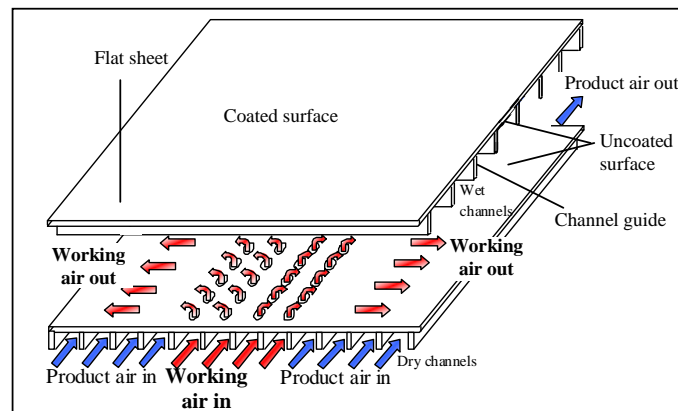 Flat sheet
Coated surface
Product air out
Uncoated
surface
Wet
channels
Channel guide
Working
air out
Working
air out
Dry channels
Product air in
Working
air in
Product air in